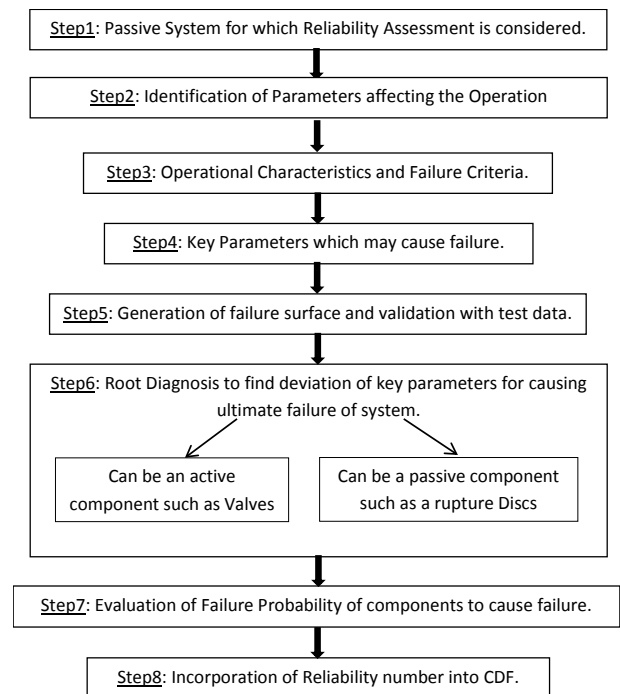 Step1: Passive System for which Reliability Assessment is considered.
Step2: Identification of Parameters affecting the Operation
Step3: Operational Characteristics and Failure Criteria.
Step4: Key Parameters which may cause failure.
Step5: Generation of failure surface and validation with test data.
Step6: Root Diagnosis to find deviation of key parameters for causing
ultimate failure of system.
Can be an active
component such as Valves
Can be a passive component
such as a rupture Discs
Step7: Evaluation of Failure Probability of components to cause failure.
Step8: Incorporation of Reliability number into CDF.